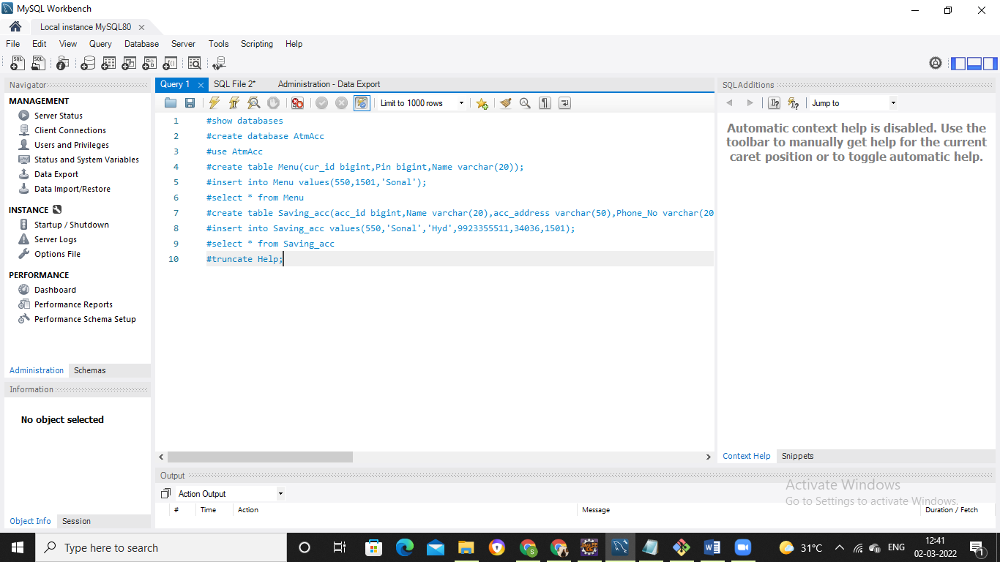 MySQL Workbench
Local instance MySQL80
File Edit View Query Database Server Tools Scripting Help
Navigator
MANAGEMENT
Server Status
Client Connections
Users and Privileges
Status and System Variables
Data Export
Data Import/Restore
INSTANCE
Startup / Shutdown
Server Logs
Options File
PERFORMANCE
Dashboard
Performance Reports
Performance Schema Setup
Administration Schemas
Information
No object selected
Object Info Session
Query 1 SQL File 2* Administration - Data Export
Limit to 1000 rows
1 #show databases
2 #create database AtmAcc
3 #use AtmAcc
4 #create table Menu(cur_id bigint,Pin bigint,Name varchar(20));
5 #insert into Menu values(550,1501,'Sonal');
6 #select * from Menu
7 #create table Saving_acc(acc_id bigint,Name varchar(20),acc_address varchar(50),Phone_No varchar(20
8 #insert into Saving_acc values(550,'Sonal','Hyd',9923355511,34036,1501);
9 #select * from Saving_acc
10 #truncate Help;
SQLAdditions
Jump to
Automatic context help is disabled. Use the
toolbar to manually get help for the current
caret position or to toggle automatic help.
Context Help Snippets
Output
Action Output
# Time Action Message Duration / Fetch
Activate Windows
Go to Settings to activate Windows.
Type here to search
31°C ENG
12:41
02-03-2022
1